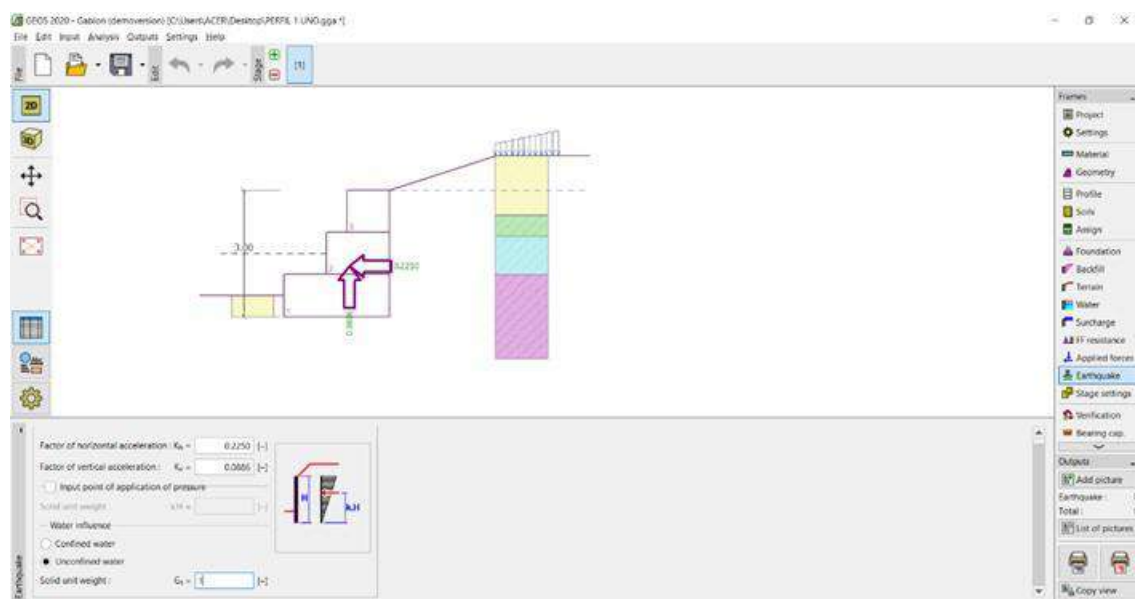 GEO5 2020 - Gabion (demoversion) [C:\Users\ACER\Desktop\PERFIL 1 UNO.gga *]
File Edit Input Analysis Outputs Settings Help
File
Edit
Stage
[1]
2D
3D
3.00
0.2250
1
Frames
Project
Settings
Material
Geometry
Profile
Soils
Assign
Foundation
Backfill
Terrain
Water
Surcharge
FF resistance
Applied forces
Earthquake
Stage settings
Verification
Bearing cap.
Outputs
Add picture
Earthquake :
Total :
List of pictures
Copy view
Earthquake
Factor of horizontal acceleration : Kh = 0.2250 [–]
Factor of vertical acceleration : Kv = 0.0886 [–]
Input point of application of pressure
Solid unit weight : k.H = [–]
Water influence
Confined water
Unconfined water
Solid unit weight : Gs = 1 [–]
H
k.H